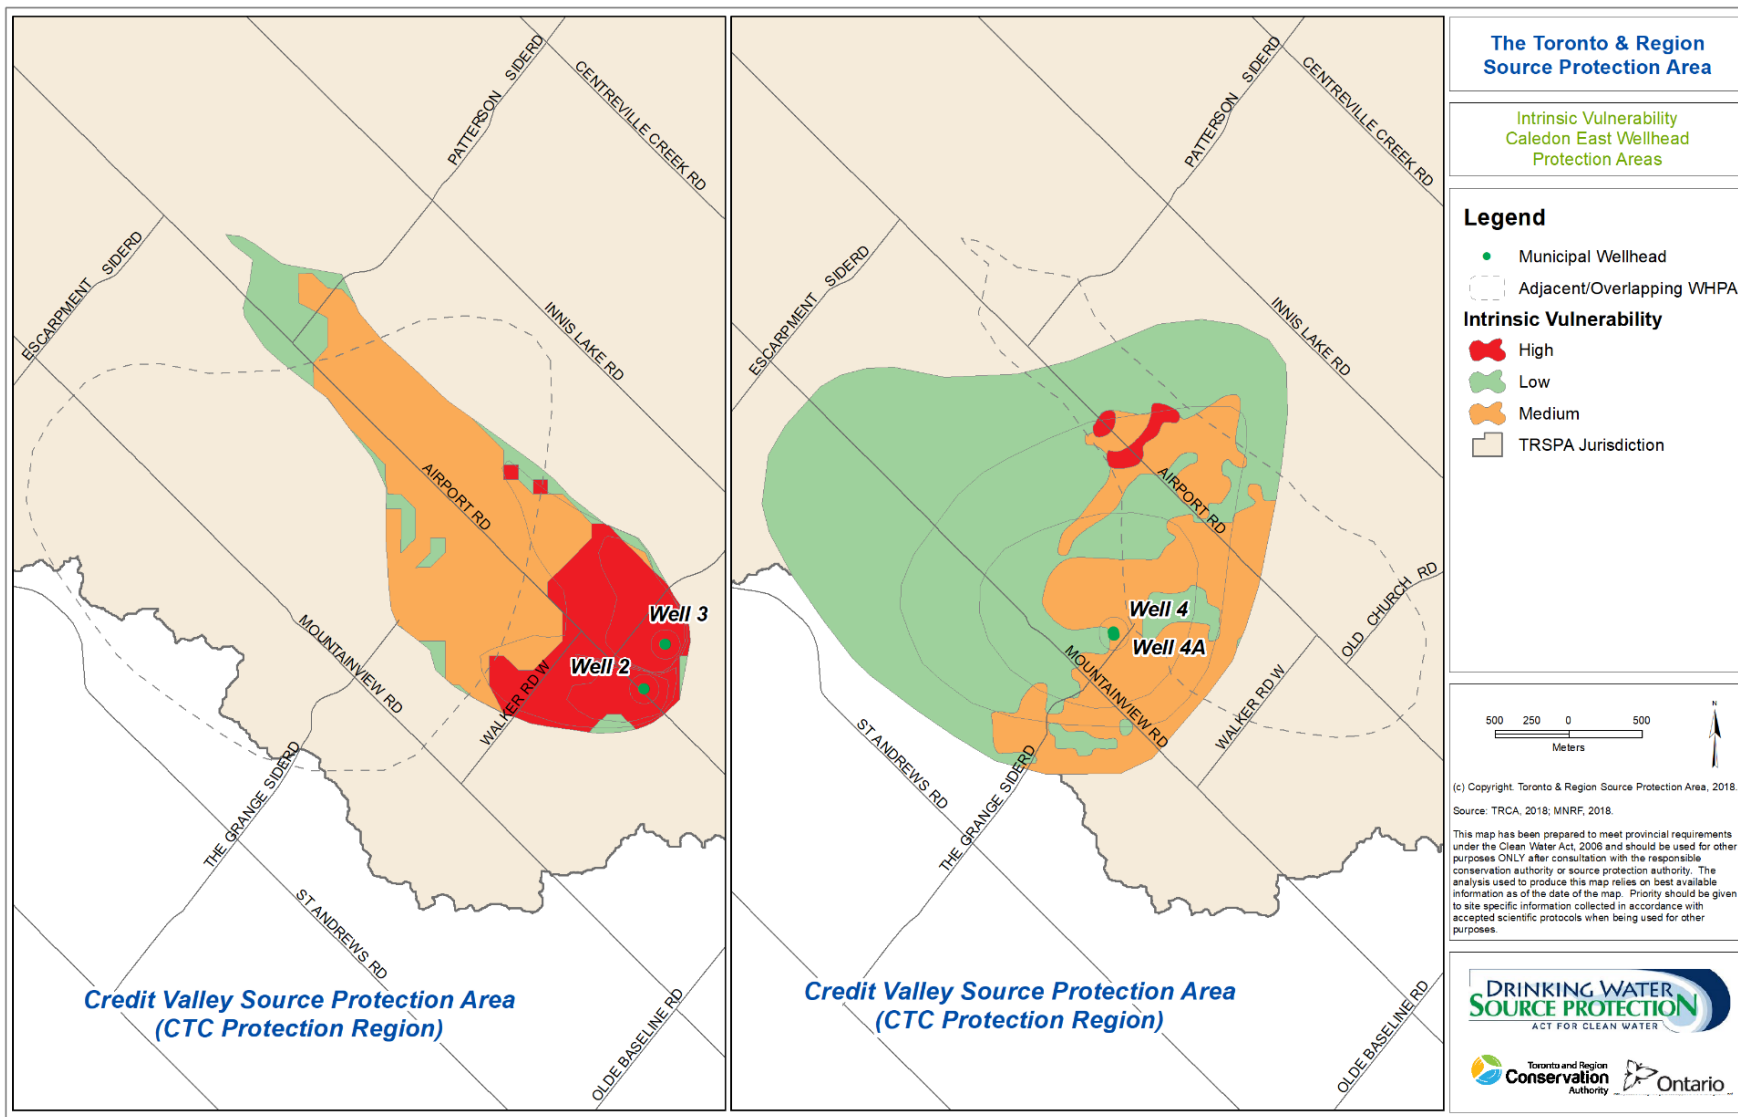 PATTERSON SIDERD
CENTREVILLE CREEK RD
ESCARPMENT SIDERD
INNIS LAKE RD
AIRPORT RD
Well 3
Well 2
MOUNTAINVIEW RD
WALKER RD W
THE GRANGE SIDERD
ST ANDREWS RD
Credit Valley Source Protection Area
(CTC Protection Region)
OLDE BASELINE RD
PATTERSON SIDERD
CENTREVILLE CREEK RD
ESCARPMENT SIDERD
INNIS LAKE RD
AIRPORT RD
OLD CHURCH RD
Well 4
Well 4A
MOUNTAINVIEW RD
WALKER RD W
ST ANDREWS RD
THE GRANGE SIDERD
Credit Valley Source Protection Area
(CTC Protection Region)
OLDE BASELINE RD
The Toronto & Region
Source Protection Area
Intrinsic Vulnerability
Caledon East Wellhead
Protection Areas
Legend
Municipal Wellhead
Adjacent/Overlapping WHPA
Intrinsic Vulnerability
High
Low
Medium
TRSPA Jurisdiction
N
500 250 0 500
Meters
(c) Copyright. Toronto & Region Source Protection Area, 2018.
Source: TRCA, 2018; MNRF, 2018.
This map has been prepared to meet provincial requirements
under the Clean Water Act, 2006 and should be used for other
purposes ONLY after consultation with the responsible
conservation authority or source protection authority. The
analysis used to produce this map relies on best available
information as of the date of the map. Priority should be given
to site specific information collected in accordance with
accepted scientific protocols when being used for other
purposes.
DRINKING WATER
SOURCE PROTECTION
ACT FOR CLEAN WATER
Toronto and Region
Conservation
Authority
Ontario